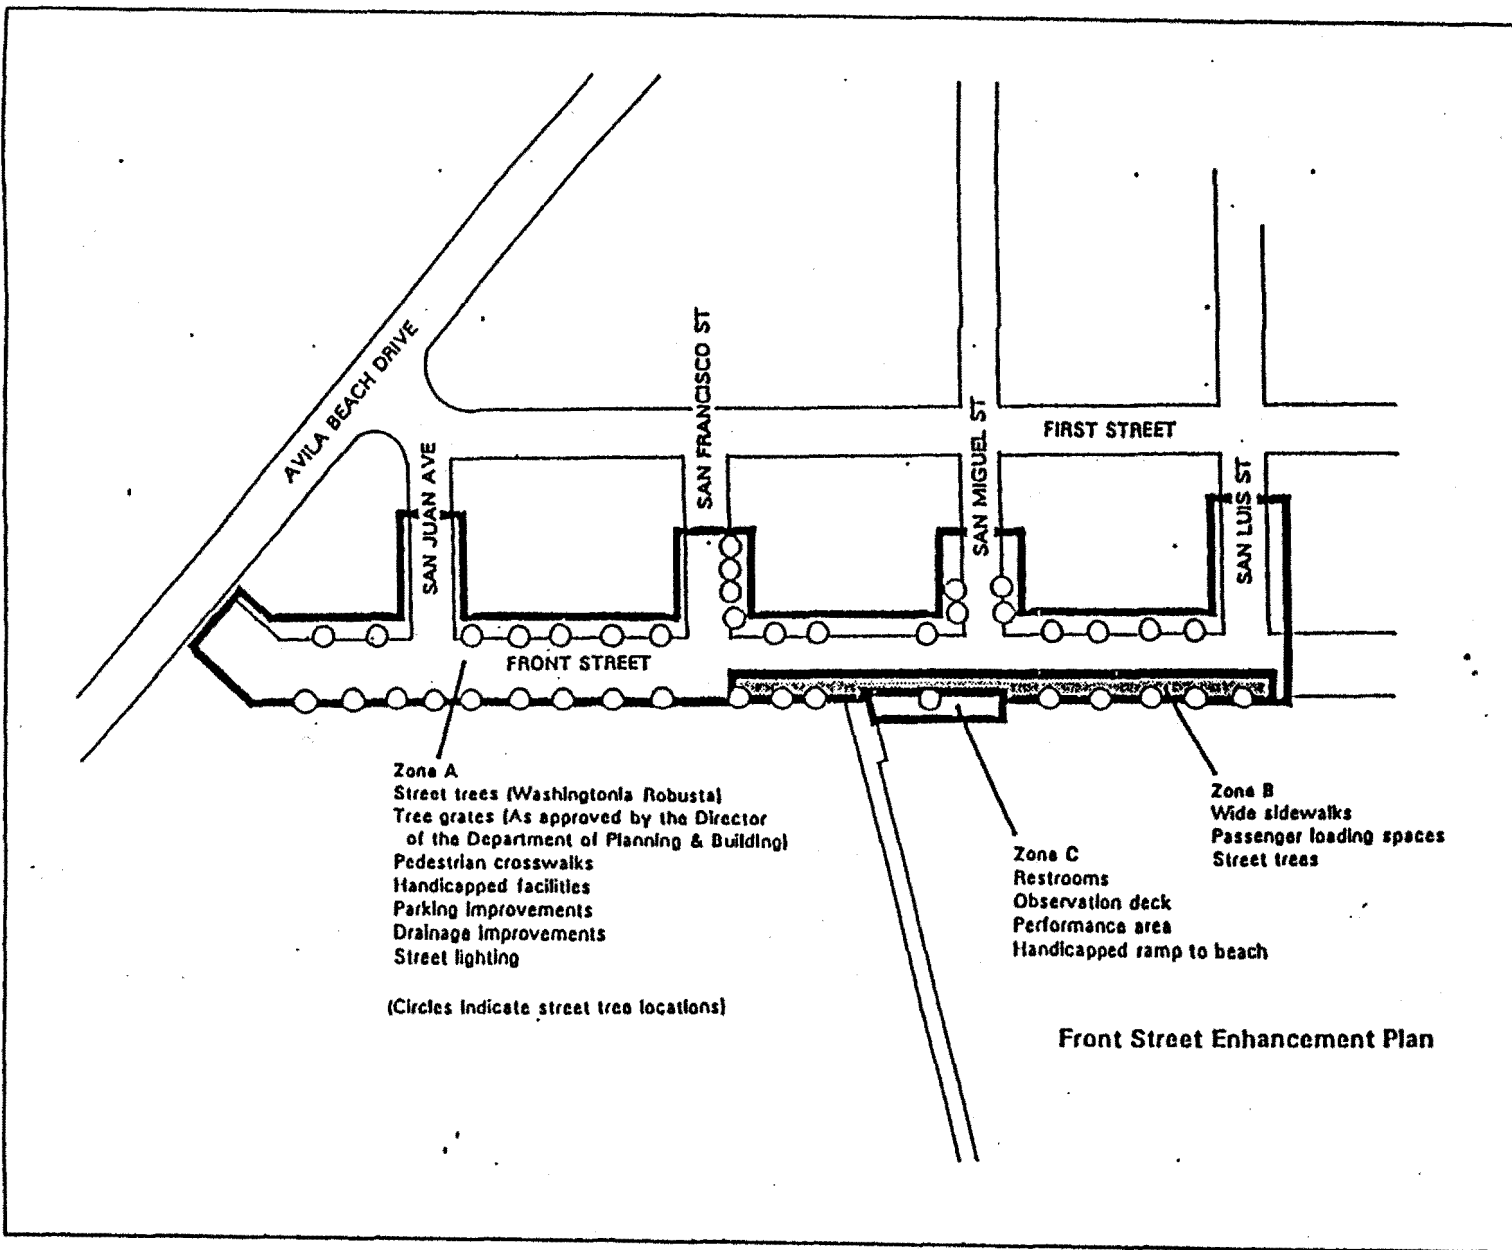 AVILA BEACH DRIVE
SAN JUAN AVE
SAN FRANCISCO ST
SAN MIGUEL ST
FIRST STREET
SAN LUIS ST
FRONT STREET
Zone A
Street trees (Washingtonia Robusta)
Tree grates (As approved by the Director
of the Department of Planning & Building)
Pedestrian crosswalks
Handicapped facilities
Parking improvements
Drainage improvements
Street lighting
(Circles indicate street tree locations)
Zone C
Restrooms
Observation deck
Performance area
Handicapped ramp to beach
Zone B
Wide sidewalks
Passenger loading spaces
Street trees
Front Street Enhancement Plan